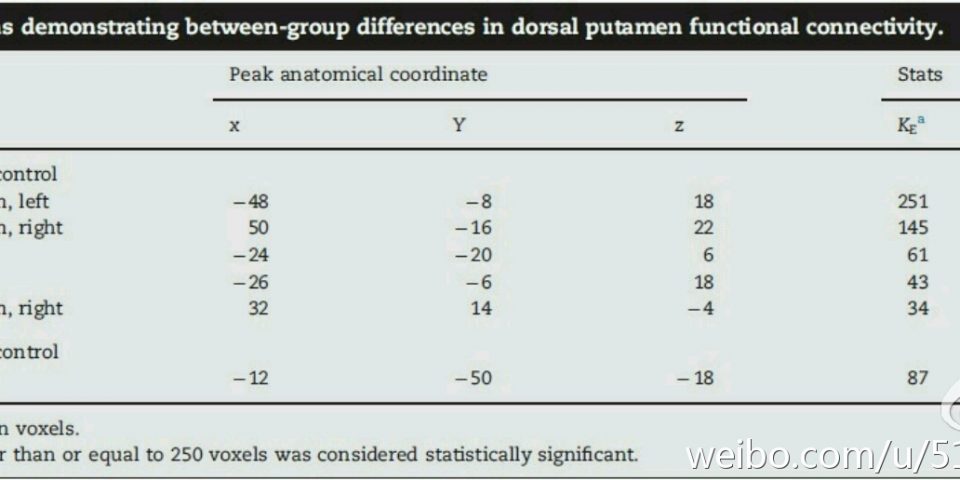 s demonstrating between-group differences in dorsal putamen functional connectivity.
Peak anatomical coordinate Stats
x Y z KEa
control
n, left −48 −8 18 251
n, right 50 −16 22 145
−24 −20 6 61
−26 −6 18 43
n, right 32 14 −4 34
control
−12 −50 −18 87
n voxels.
r than or equal to 250 voxels was considered statistically significant.
weibo.com/u/51